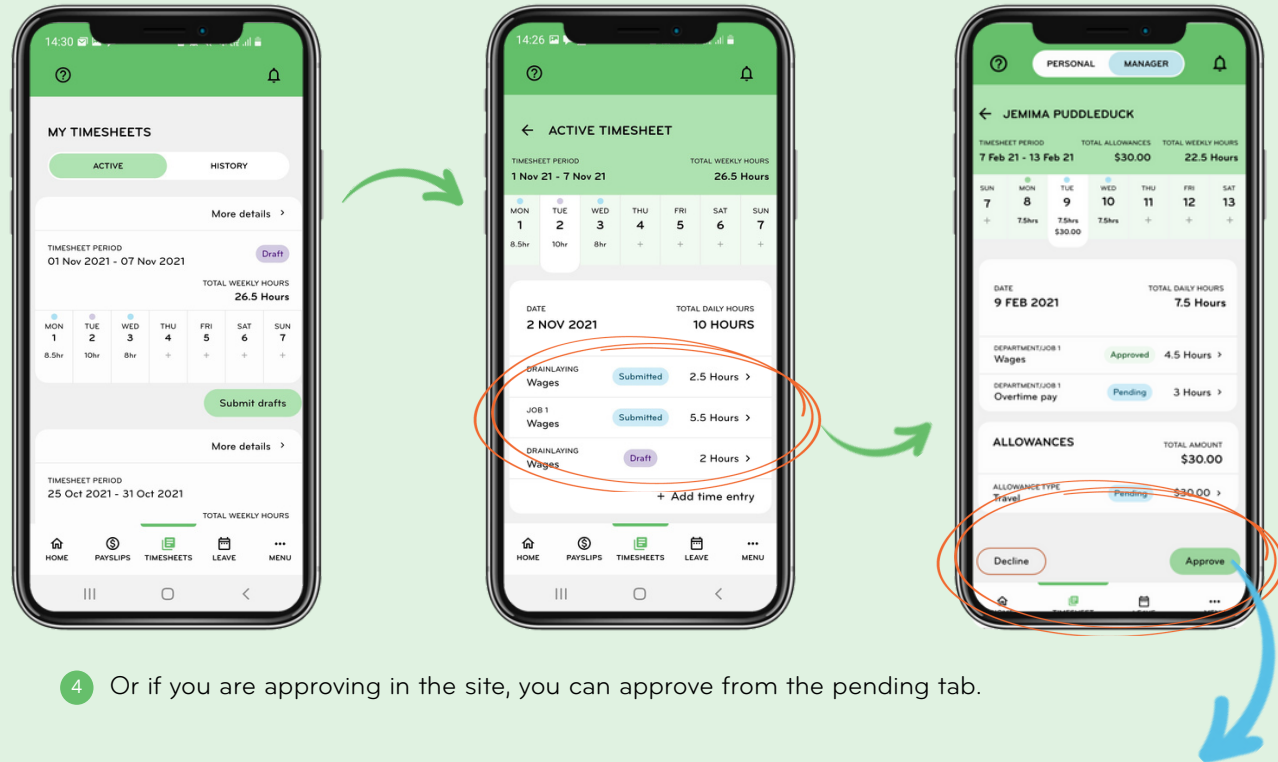 14:30
MY TIMESHEETS
ACTIVE HISTORY
More details >
TIMESHEET PERIOD
01 Nov 2021 - 07 Nov 2021 Draft
TOTAL WEEKLY HOURS
26.5 Hours
MON TUE WED THU FRI SAT SUN
1 2 3 4 5 6 7
8.5hr 10hr 8hr + + + +
Submit drafts
More details >
TIMESHEET PERIOD
25 Oct 2021 - 31 Oct 2021
TOTAL WEEKLY HOURS
HOME PAYSLIPS TIMESHEETS LEAVE MENU
14:26
← ACTIVE TIMESHEET
TIMESHEET PERIOD TOTAL WEEKLY HOURS
1 Nov 21 - 7 Nov 21 26.5 Hours
MON TUE WED THU FRI SAT SUN
1 2 3 4 5 6 7
8.5hr 10hr 8hr + + + +
DATE TOTAL DAILY HOURS
2 NOV 2021 10 HOURS
DRAINLAYING
Wages Submitted 2.5 Hours >
JOB 1
Wages Submitted 5.5 Hours >
DRAINLAYING
Wages Draft 2 Hours >
+ Add time entry
HOME PAYSLIPS TIMESHEETS LEAVE MENU
PERSONAL MANAGER
← JEMIMA PUDDLEDUCK
TIMESHEET PERIOD TOTAL ALLOWANCES TOTAL WEEKLY HOURS
7 Feb 21 - 13 Feb 21 $30.00 22.5 Hours
SUN MON TUE WED THU FRI SAT
7 8 9 10 11 12 13
+ 7.5hrs 7.5hrs 7.5hrs + + +
$30.00
DATE TOTAL DAILY HOURS
9 FEB 2021 7.5 Hours
DEPARTMENT/JOB 1
Wages Approved 4.5 Hours >
DEPARTMENT/JOB 1
Overtime pay Pending 3 Hours >
ALLOWANCES TOTAL AMOUNT
$30.00
ALLOWANCE TYPE
Travel Pending $30.00 >
Decline Approve
4 Or if you are approving in the site, you can approve from the pending tab.